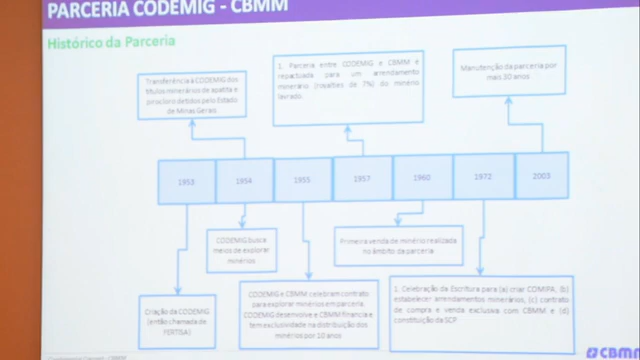 PARCERIA CODEMIG - CBMM
Histórico da Parceria
Transferência à CODEMIG dos
títulos minerários de apatita e
pirocloro detidos pelo Estado
de Minas Gerais
1. Parceria entre CODEMIG e CBMM é
repactuada para um arrendamento
minerário (royalties de 7%) do minério
lavrado.
Manutenção da parceria por
mais 30 anos
1953
1954
1955
1957
1960
1972
2003
CODEMIG busca
meios de explorar
minérios
Primeira venda de minério realizada
no âmbito da parceria
Criação da CODEMIG
(então chamada de
FERTISA)
CODEMIG e CBMM celebram contrato
para explorar minérios em parceria.
CODEMIG desenvolve e CBMM financia e
tem exclusividade na distribuição dos
minérios por 10 anos
1. Celebração da Escritura para (a) criar COMIPA, (b)
estabelecer arrendamentos minerários, (c) contrato
de compra e venda exclusiva com CBMM e (d)
constituição da SCP
CBMM